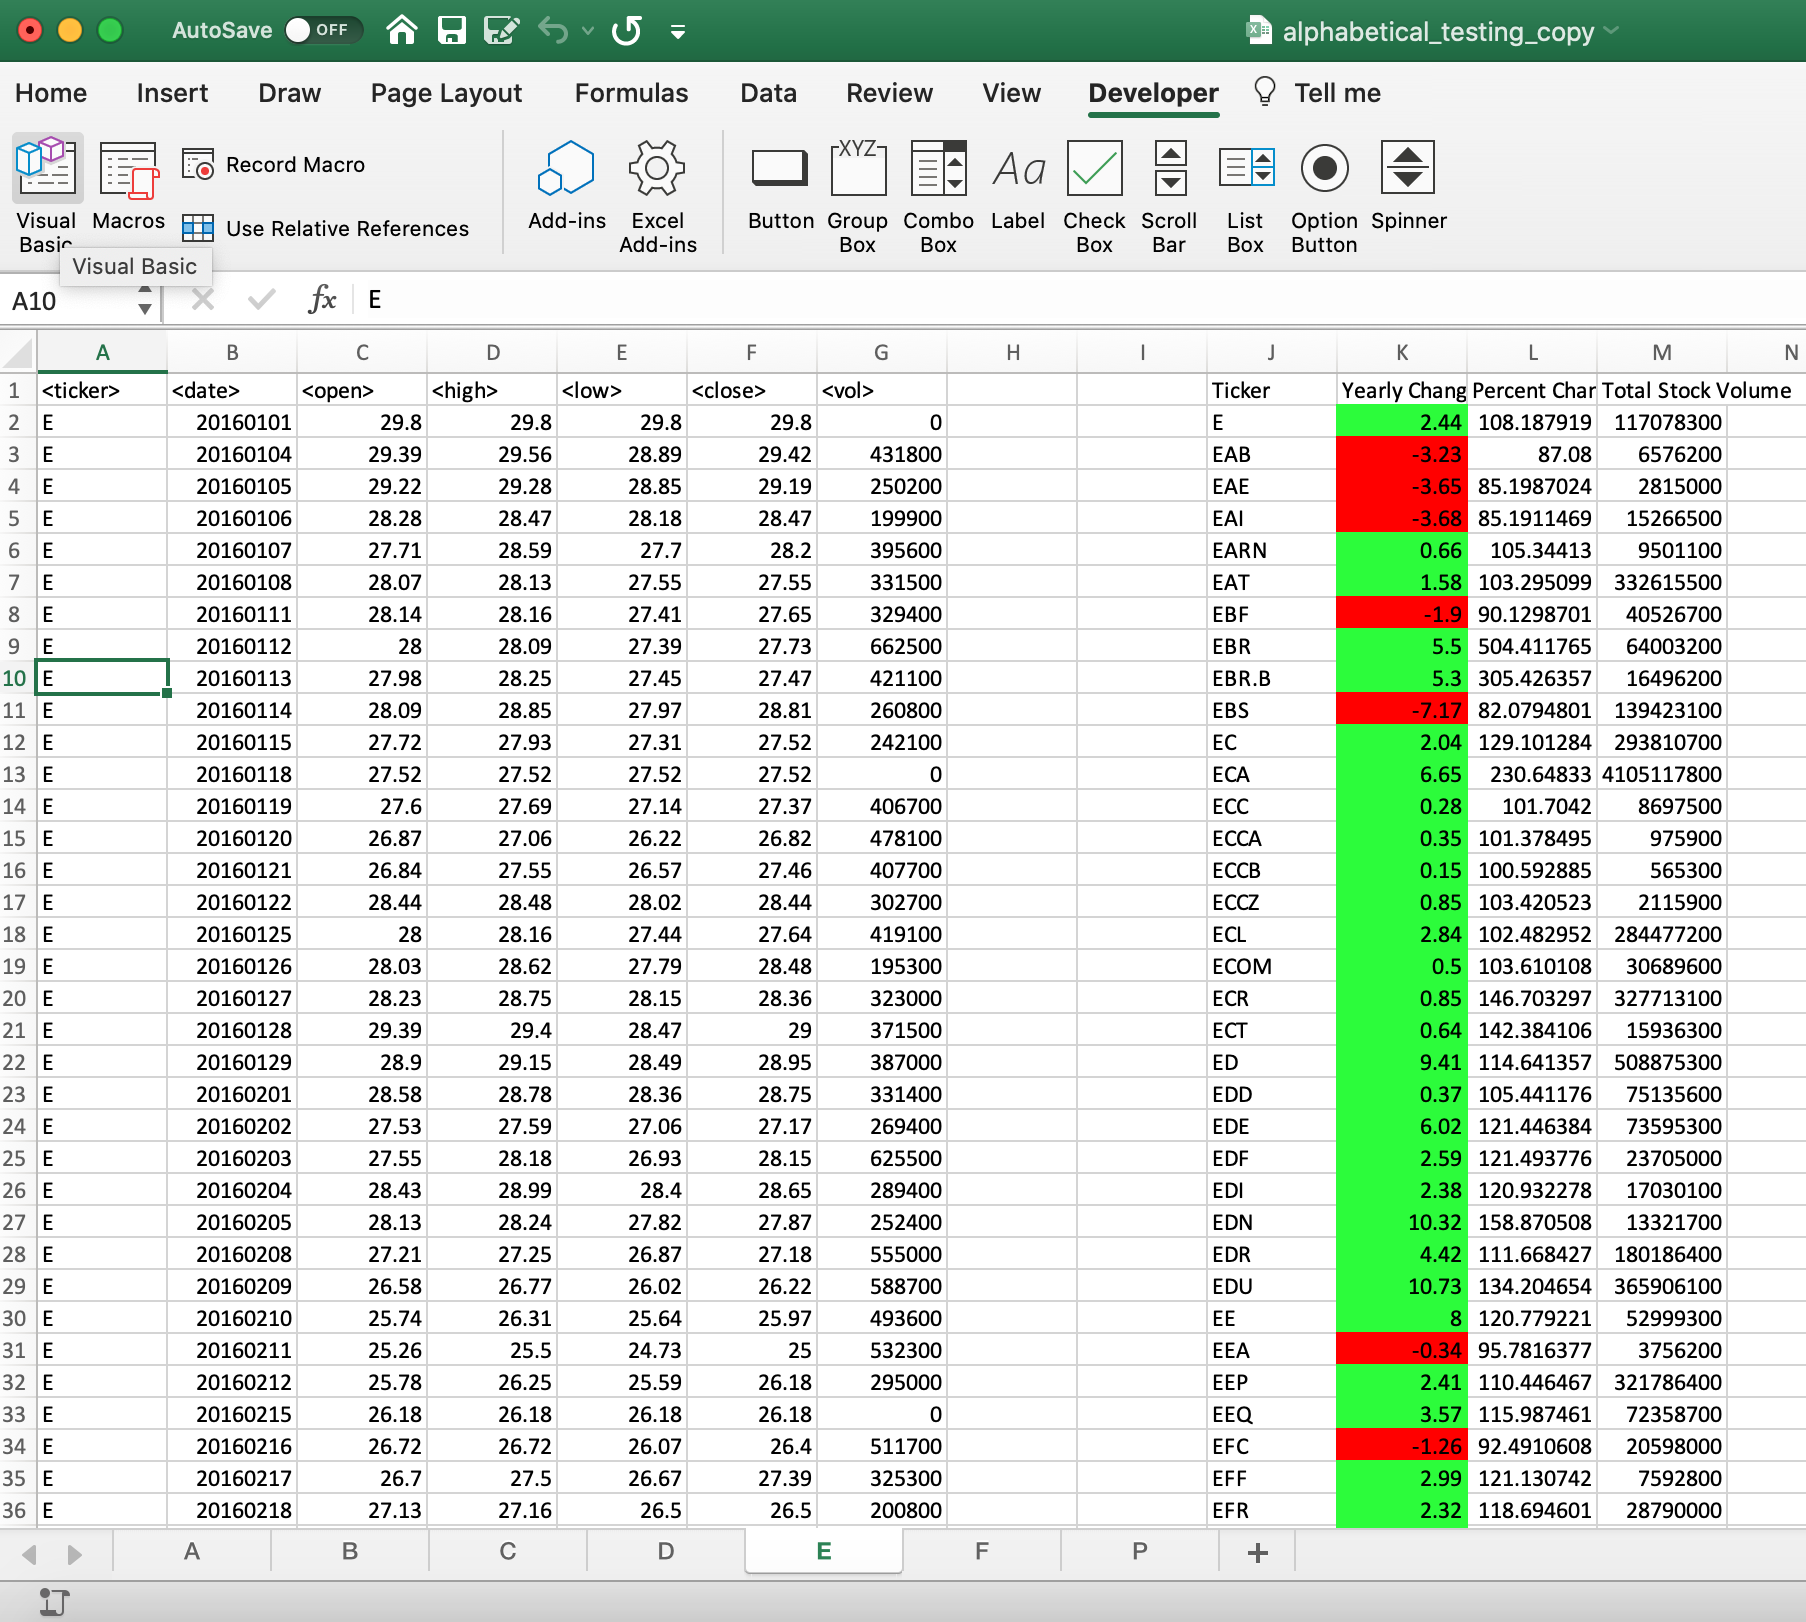 AutoSave OFF alphabetical_testing_copy
Home Insert Draw Page Layout Formulas Data Review View Developer Tell me
XYZ Aa
Record Macro
Visual Basic Macros Use Relative References Add-ins Excel Add-ins Button Group Box Combo Box Label Check Box Scroll Bar List Box Option Button Spinner
Visual Basic
A10 fx E
A B C D E F G H I J K L M N
1 <ticker> <date> <open> <high> <low> <close> <vol> Ticker Yearly Chang Percent Char Total Stock Volume
2 E 20160101 29.8 29.8 29.8 29.8 0 E 2.44 108.187919 117078300
3 E 20160104 29.39 29.56 28.89 29.42 431800 EAB -3.23 87.08 6576200
4 E 20160105 29.22 29.28 28.85 29.19 250200 EAE -3.65 85.1987024 2815000
5 E 20160106 28.28 28.47 28.18 28.47 199900 EAI -3.68 85.1911469 15266500
6 E 20160107 27.71 28.59 27.7 28.2 395600 EARN 0.66 105.34413 9501100
7 E 20160108 28.07 28.13 27.55 27.55 331500 EAT 1.58 103.295099 332615500
8 E 20160111 28.14 28.16 27.41 27.65 329400 EBF -1.9 90.1298701 40526700
9 E 20160112 28 28.09 27.39 27.73 662500 EBR 5.5 504.411765 64003200
10 E 20160113 27.98 28.25 27.45 27.47 421100 EBR.B 5.3 305.426357 16496200
11 E 20160114 28.09 28.85 27.97 28.81 260800 EBS -7.17 82.0794801 139423100
12 E 20160115 27.72 27.93 27.31 27.52 242100 EC 2.04 129.101284 293810700
13 E 20160118 27.52 27.52 27.52 27.52 0 ECA 6.65 230.64833 4105117800
14 E 20160119 27.6 27.69 27.14 27.37 406700 ECC 0.28 101.7042 8697500
15 E 20160120 26.87 27.06 26.22 26.82 478100 ECCA 0.35 101.378495 975900
16 E 20160121 26.84 27.55 26.57 27.46 407700 ECCB 0.15 100.592885 565300
17 E 20160122 28.44 28.48 28.02 28.44 302700 ECCZ 0.85 103.420523 2115900
18 E 20160125 28 28.16 27.44 27.64 419100 ECL 2.84 102.482952 284477200
19 E 20160126 28.03 28.62 27.79 28.48 195300 ECOM 0.5 103.610108 30689600
20 E 20160127 28.23 28.75 28.15 28.36 323000 ECR 0.85 146.703297 327713100
21 E 20160128 29.39 29.4 28.47 29 371500 ECT 0.64 142.384106 15936300
22 E 20160129 28.9 29.15 28.49 28.95 387000 ED 9.41 114.641357 508875300
23 E 20160201 28.58 28.78 28.36 28.75 331400 EDD 0.37 105.441176 75135600
24 E 20160202 27.53 27.59 27.06 27.17 269400 EDE 6.02 121.446384 73595300
25 E 20160203 27.55 28.18 26.93 28.15 625500 EDF 2.59 121.493776 23705000
26 E 20160204 28.43 28.99 28.4 28.65 289400 EDI 2.38 120.932278 17030100
27 E 20160205 28.13 28.24 27.82 27.87 252400 EDN 10.32 158.870508 13321700
28 E 20160208 27.21 27.25 26.87 27.18 555000 EDR 4.42 111.668427 180186400
29 E 20160209 26.58 26.77 26.02 26.22 588700 EDU 10.73 134.204654 365906100
30 E 20160210 25.74 26.31 25.64 25.97 493600 EE 8 120.779221 52999300
31 E 20160211 25.26 25.5 24.73 25 532300 EEA -0.34 95.7816377 3756200
32 E 20160212 25.78 26.25 25.59 26.18 295000 EEP 2.41 110.446467 321786400
33 E 20160215 26.18 26.18 26.18 26.18 0 EEQ 3.57 115.987461 72358700
34 E 20160216 26.72 26.72 26.07 26.4 511700 EFC -1.26 92.4910608 20598000
35 E 20160217 26.7 27.5 26.67 27.39 325300 EFF 2.99 121.130742 7592800
36 E 20160218 27.13 27.16 26.5 26.5 200800 EFR 2.32 118.694601 28790000
A B C D E F P +